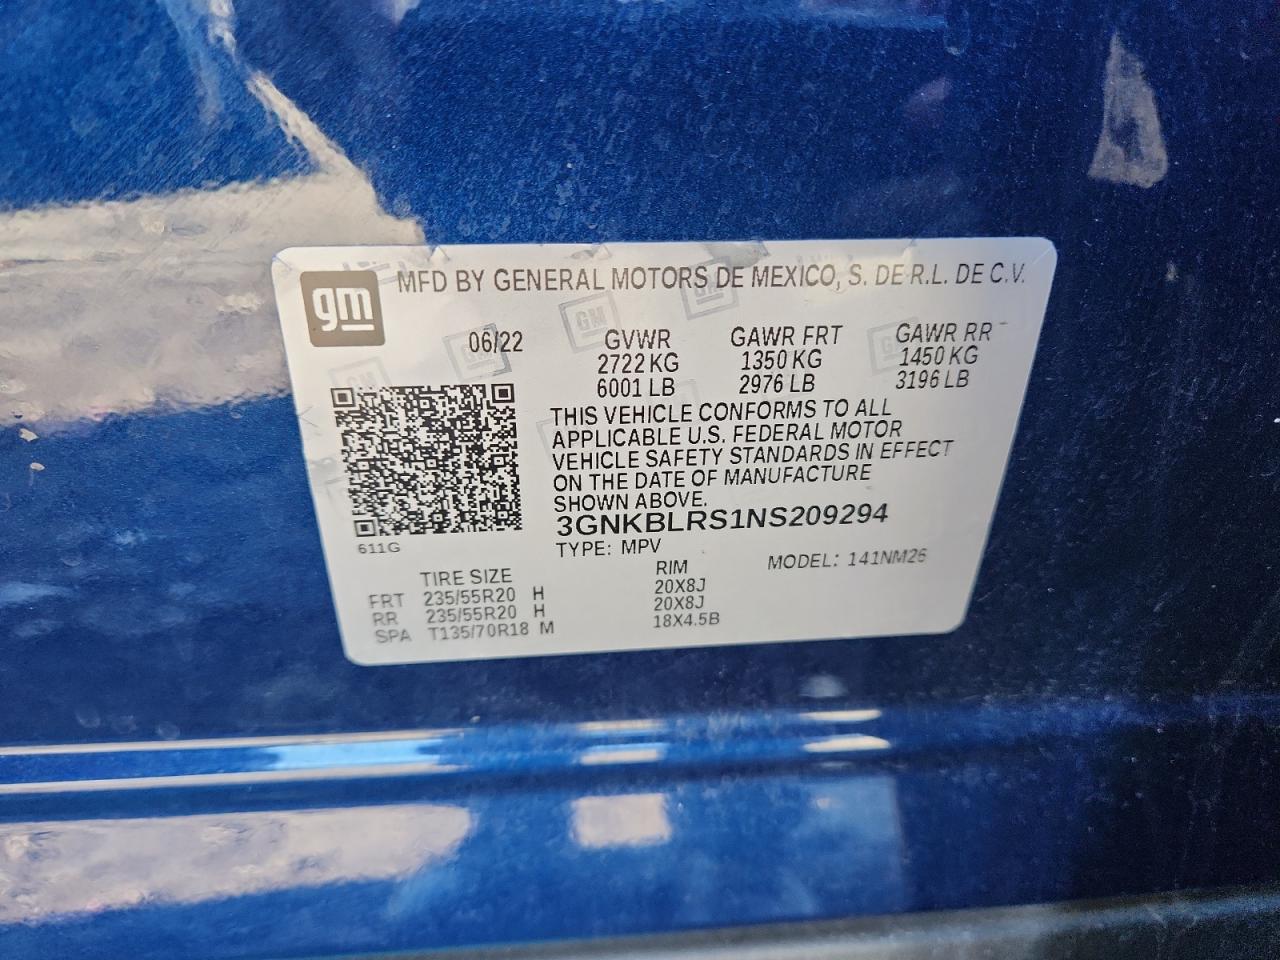 gm
MFD BY GENERAL MOTORS DE MEXICO, S. DE R.L. DE C.V.
06/22 GVWR GAWR FRT GAWR RR
2722 KG 1350 KG 1450 KG
6001 LB 2976 LB 3196 LB
THIS VEHICLE CONFORMS TO ALL
APPLICABLE U.S. FEDERAL MOTOR
VEHICLE SAFETY STANDARDS IN EFFECT
ON THE DATE OF MANUFACTURE
SHOWN ABOVE.
3GNKBLRS1NS209294
611G TYPE: MPV MODEL: 141NM26
TIRE SIZE RIM
FRT 235/55R20 H 20X8J
RR 235/55R20 H 20X8J
SPA T135/70R18 M 18X4.5B